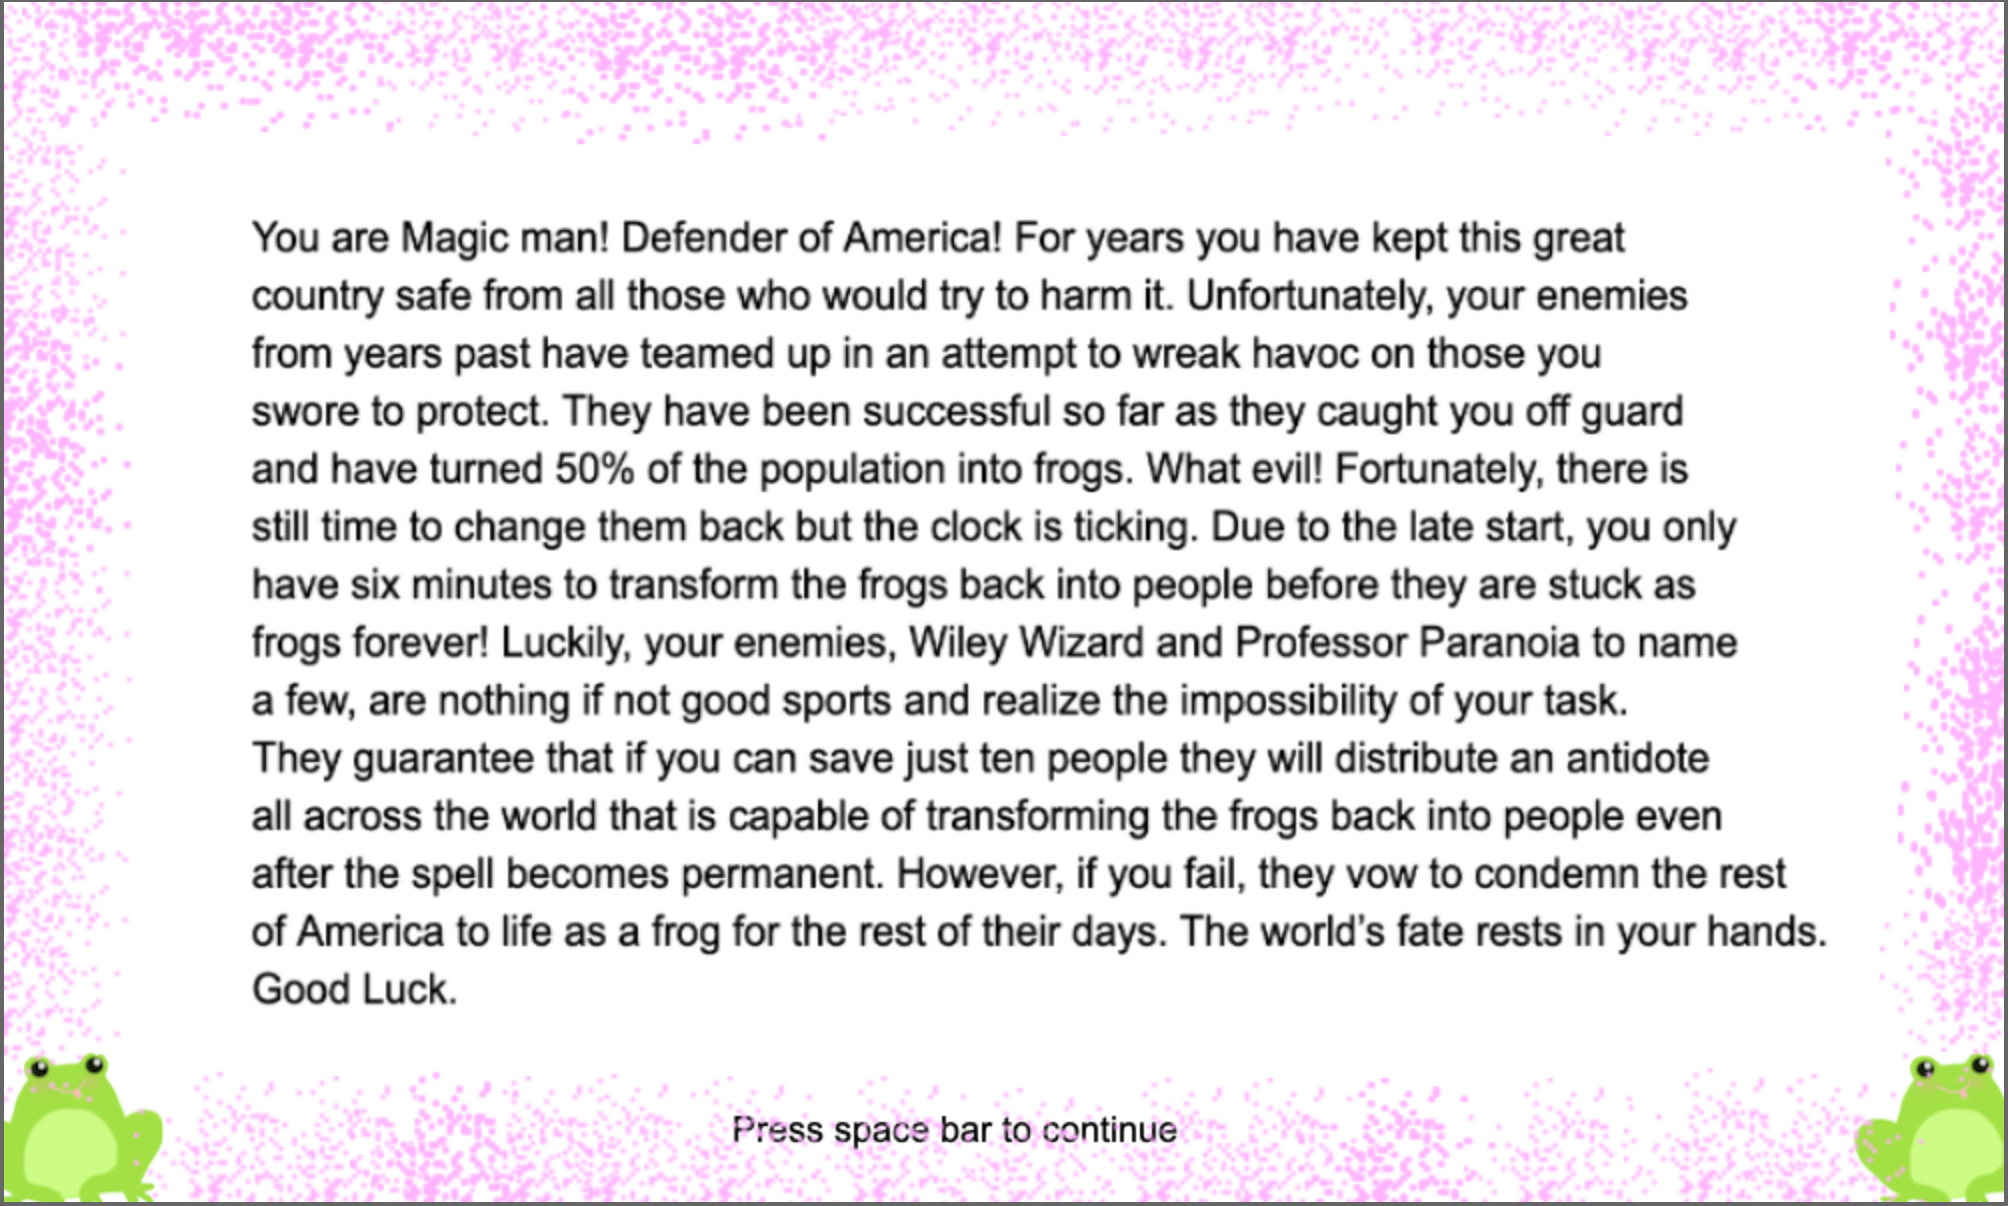 You are Magic man! Defender of America! For years you have kept this great
country safe from all those who would try to harm it. Unfortunately, your enemies
from years past have teamed up in an attempt to wreak havoc on those you
swore to protect. They have been successful so far as they caught you off guard
and have turned 50% of the population into frogs. What evil! Fortunately, there is
still time to change them back but the clock is ticking. Due to the late start, you only
have six minutes to transform the frogs back into people before they are stuck as
frogs forever! Luckily, your enemies, Wiley Wizard and Professor Paranoia to name
a few, are nothing if not good sports and realize the impossibility of your task.
They guarantee that if you can save just ten people they will distribute an antidote
all across the world that is capable of transforming the frogs back into people even
after the spell becomes permanent. However, if you fail, they vow to condemn the rest
of America to life as a frog for the rest of their days. The world’s fate rests in your hands.
Good Luck.
Press space bar to continue